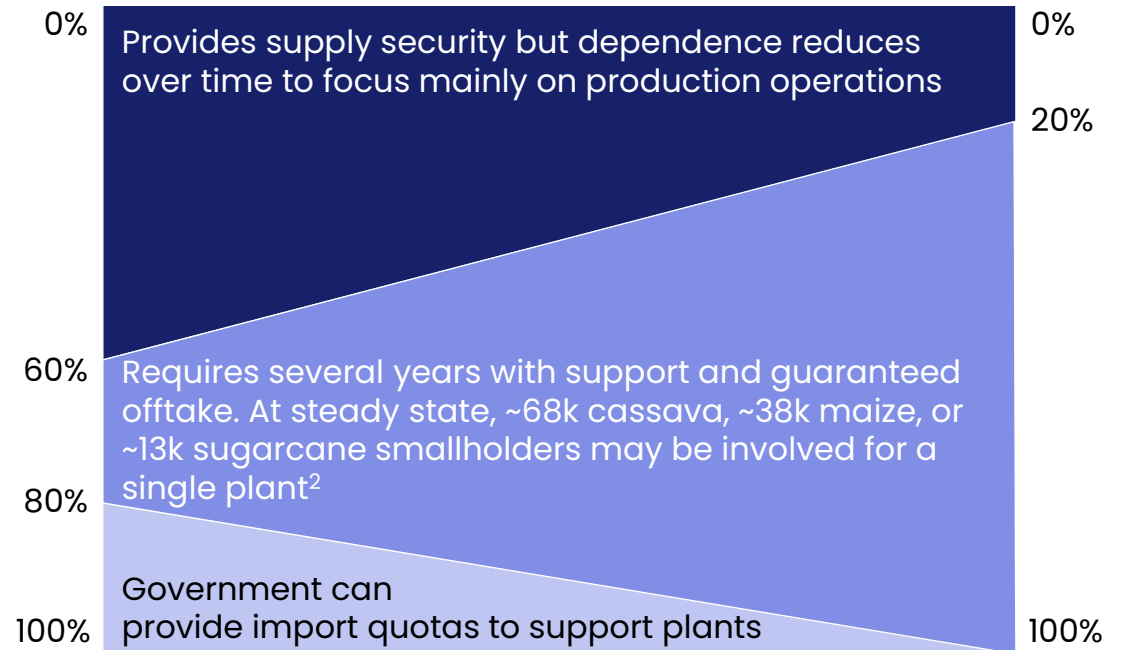 0%
0%
Provides supply security but dependence reduces
over time to focus mainly on production operations
20%
60%
Requires several years with support and guaranteed
offtake. At steady state, ~68k cassava, ~38k maize, or
~13k sugarcane smallholders may be involved for a
single plant²
80%
Government can
provide import quotas to support plants
100%
100%